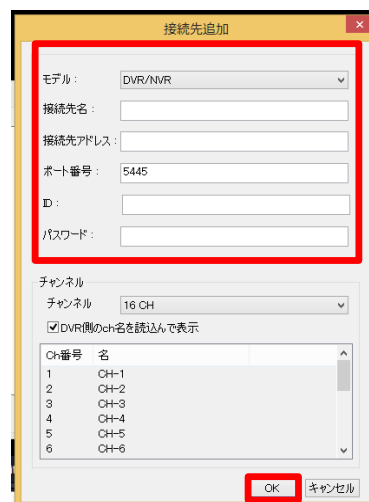 接続先追加
モデル： DVR/NVR
接続先名：
接続先アドレス：
ポート番号： 5445
ID：
パスワード：
チャンネル
チャンネル 16 CH
DVR側のch名を読込んで表示
Ch番号 名
1 CH-1
2 CH-2
3 CH-3
4 CH-4
5 CH-5
6 CH-6
OK キャンセル